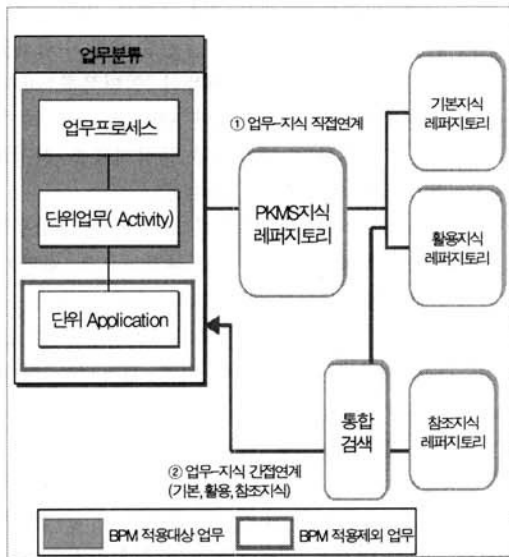 업무분류
업무프로세스
단위업무( Activity)
단위 Application
① 업무-지식 직접연계
PKMS지식
레퍼지토리
기본지식
레퍼지토리
활용지식
레퍼지토리
통합
검색
참조지식
레퍼지토리
② 업무-지식 간접연계
(기본, 활용, 참조지식)
BPM 적용대상 업무
BPM 적용제외 업무